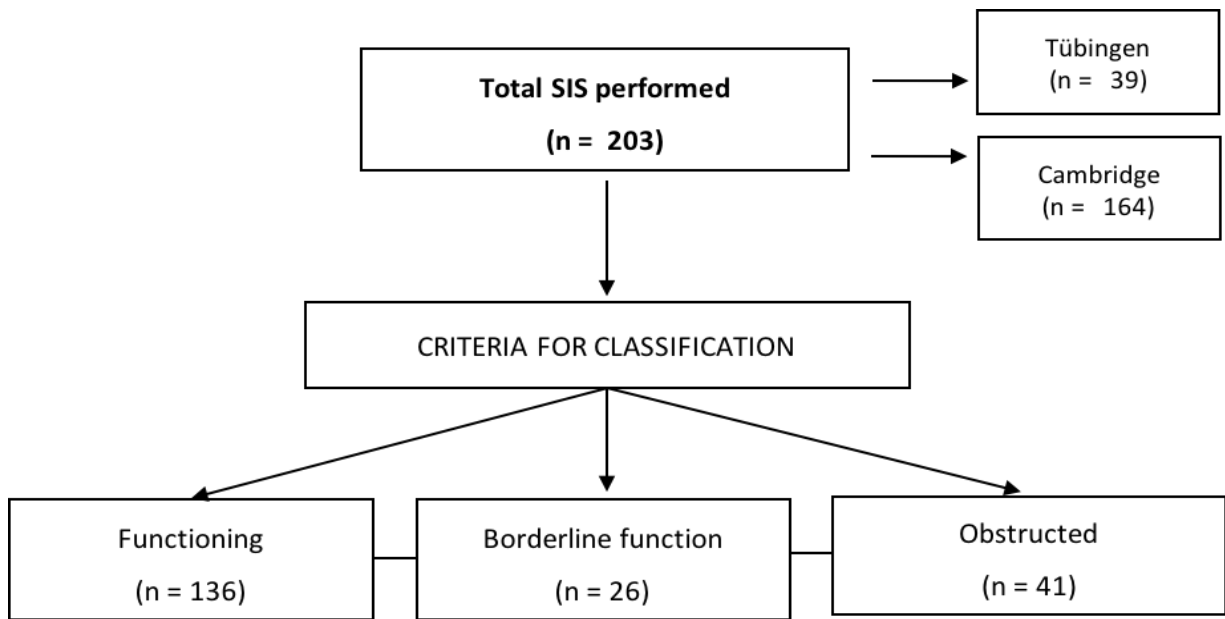 Total SIS performed
(n = 203)
Tübingen
(n = 39)
Cambridge
(n = 164)
CRITERIA FOR CLASSIFICATION
Functioning
(n = 136)
Borderline function
(n = 26)
Obstructed
(n = 41)